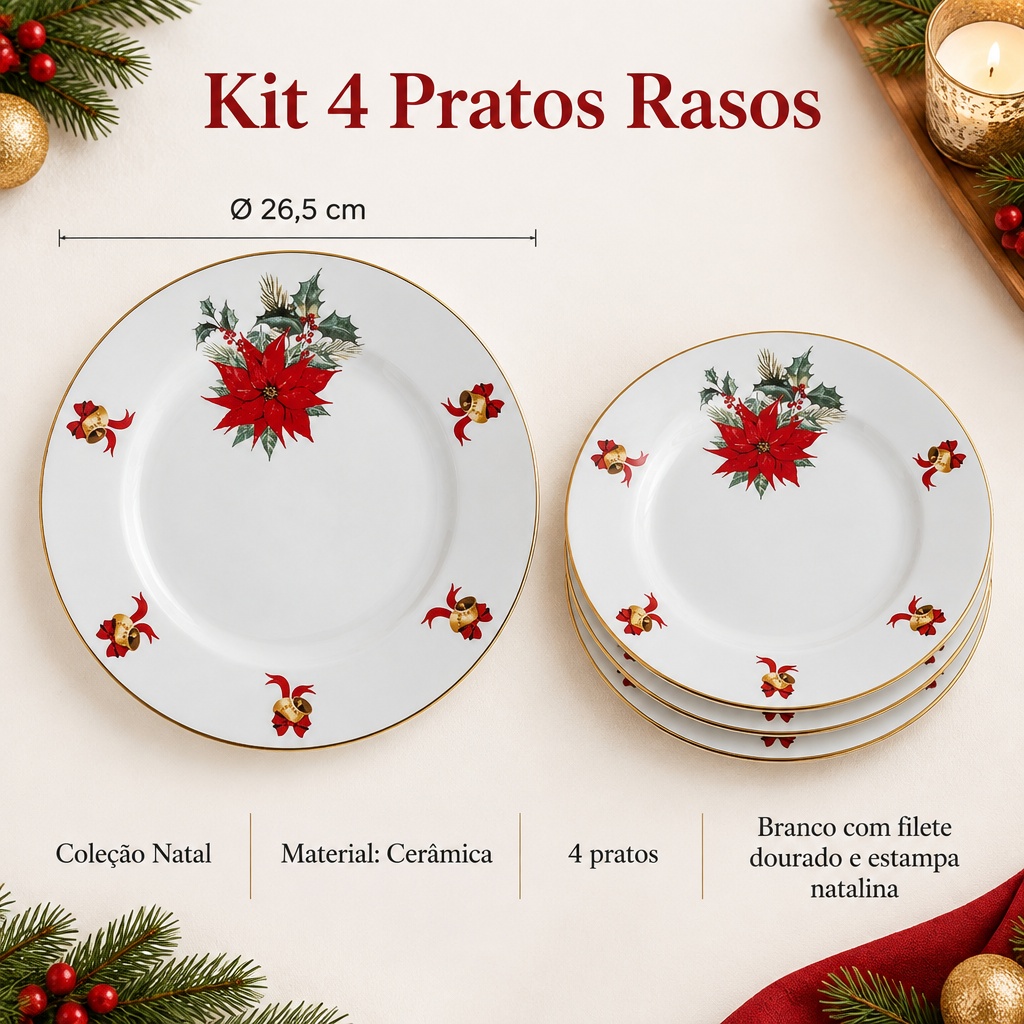 Kit 4 Pratos Rasos
Ø 26,5 cm
Coleção Natal
Material: Cerâmica
4 pratos
Branco com filete
dourado e estampa
natalina